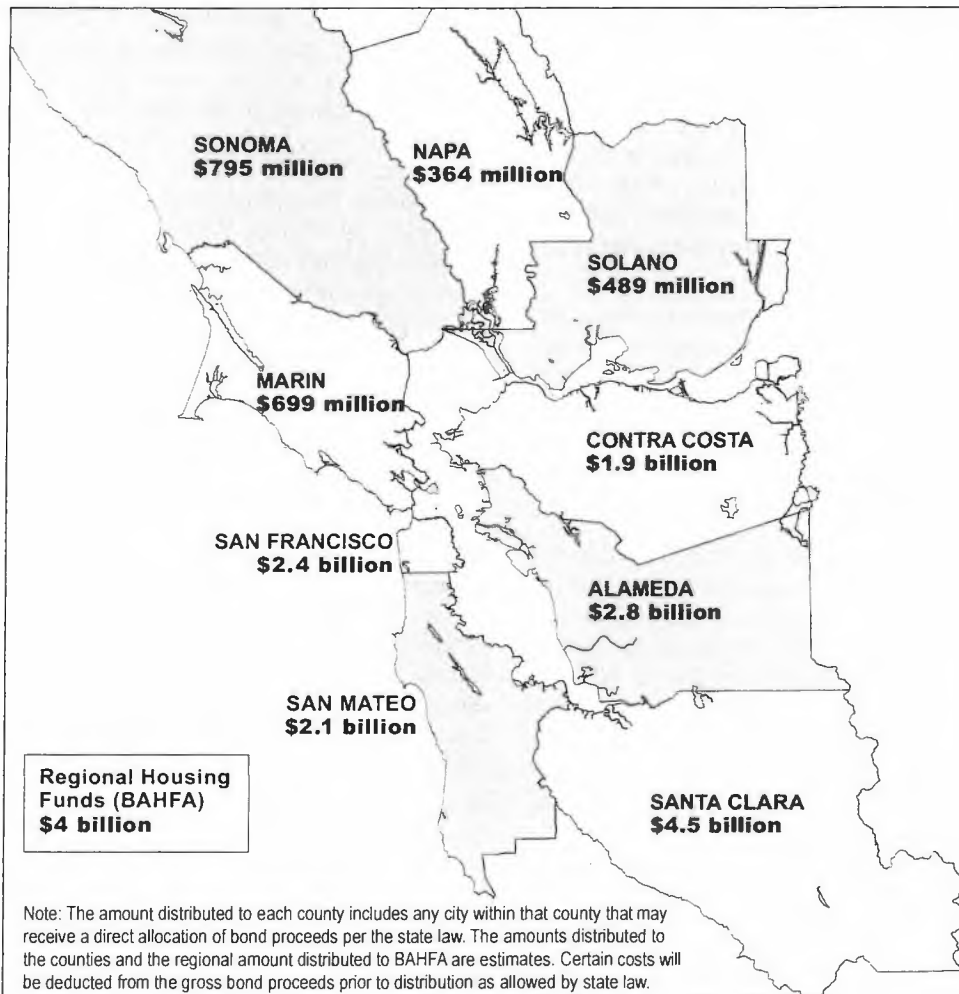 SONOMA
$795 million
NAPA
$364 million
SOLANO
$489 million
MARIN
$699 million
CONTRA COSTA
$1.9 billion
SAN FRANCISCO
$2.4 billion
ALAMEDA
$2.8 billion
SAN MATEO
$2.1 billion
SANTA CLARA
$4.5 billion
Regional Housing
Funds (BAHFA)
$4 billion
Note: The amount distributed to each county includes any city within that county that may
receive a direct allocation of bond proceeds per the state law. The amounts distributed to
the counties and the regional amount distributed to BAHFA are estimates. Certain costs will
be deducted from the gross bond proceeds prior to distribution as allowed by state law.